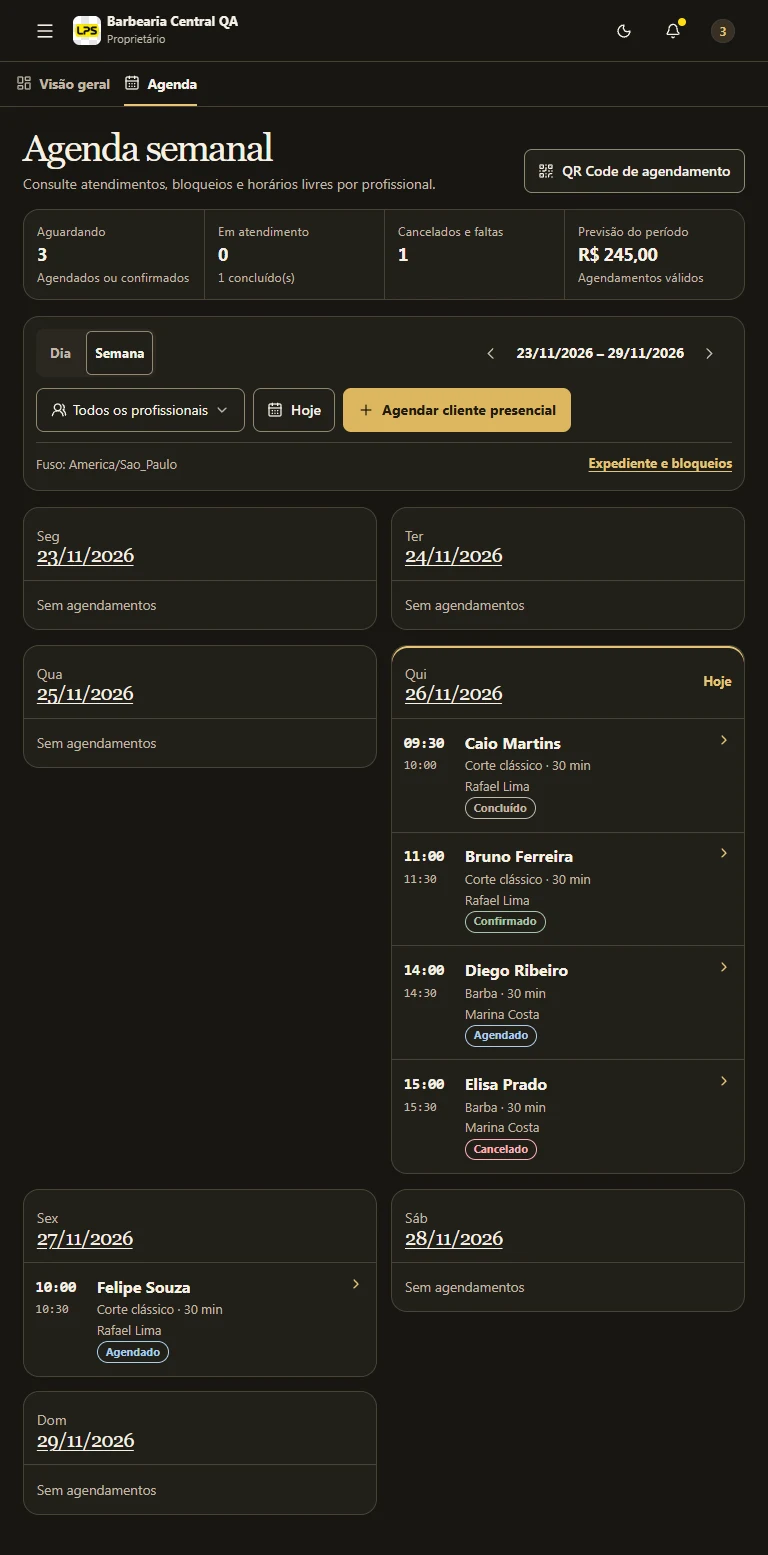 LPS
Barbearia Central QA
Proprietário
3
Visão geral
Agenda
Agenda semanal
Consulte atendimentos, bloqueios e horários livres por profissional.
QR Code de agendamento
Aguardando
3
Agendados ou confirmados
Em atendimento
0
1 concluído(s)
Cancelados e faltas
1
Previsão do período
R$ 245,00
Agendamentos válidos
Dia
Semana
23/11/2026 – 29/11/2026
Todos os profissionais
Hoje
Agendar cliente presencial
Fuso: America/Sao_Paulo
Expediente e bloqueios
Seg
23/11/2026
Sem agendamentos
Ter
24/11/2026
Sem agendamentos
Qua
25/11/2026
Sem agendamentos
Qui
26/11/2026
Hoje
09:30 Caio Martins
10:00 Corte clássico · 30 min
Rafael Lima
Concluído
11:00 Bruno Ferreira
11:30 Corte clássico · 30 min
Rafael Lima
Confirmado
14:00 Diego Ribeiro
14:30 Barba · 30 min
Marina Costa
Agendado
15:00 Elisa Prado
15:30 Barba · 30 min
Marina Costa
Cancelado
Sex
27/11/2026
10:00 Felipe Souza
10:30 Corte clássico · 30 min
Rafael Lima
Agendado
Sáb
28/11/2026
Sem agendamentos
Dom
29/11/2026
Sem agendamentos